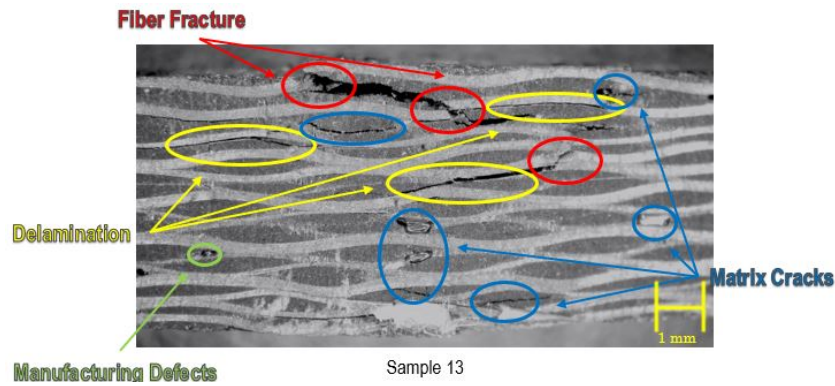 Fiber Fracture
Delamination
Matrix Cracks
1 mm
Manufacturing Defects
Sample 13